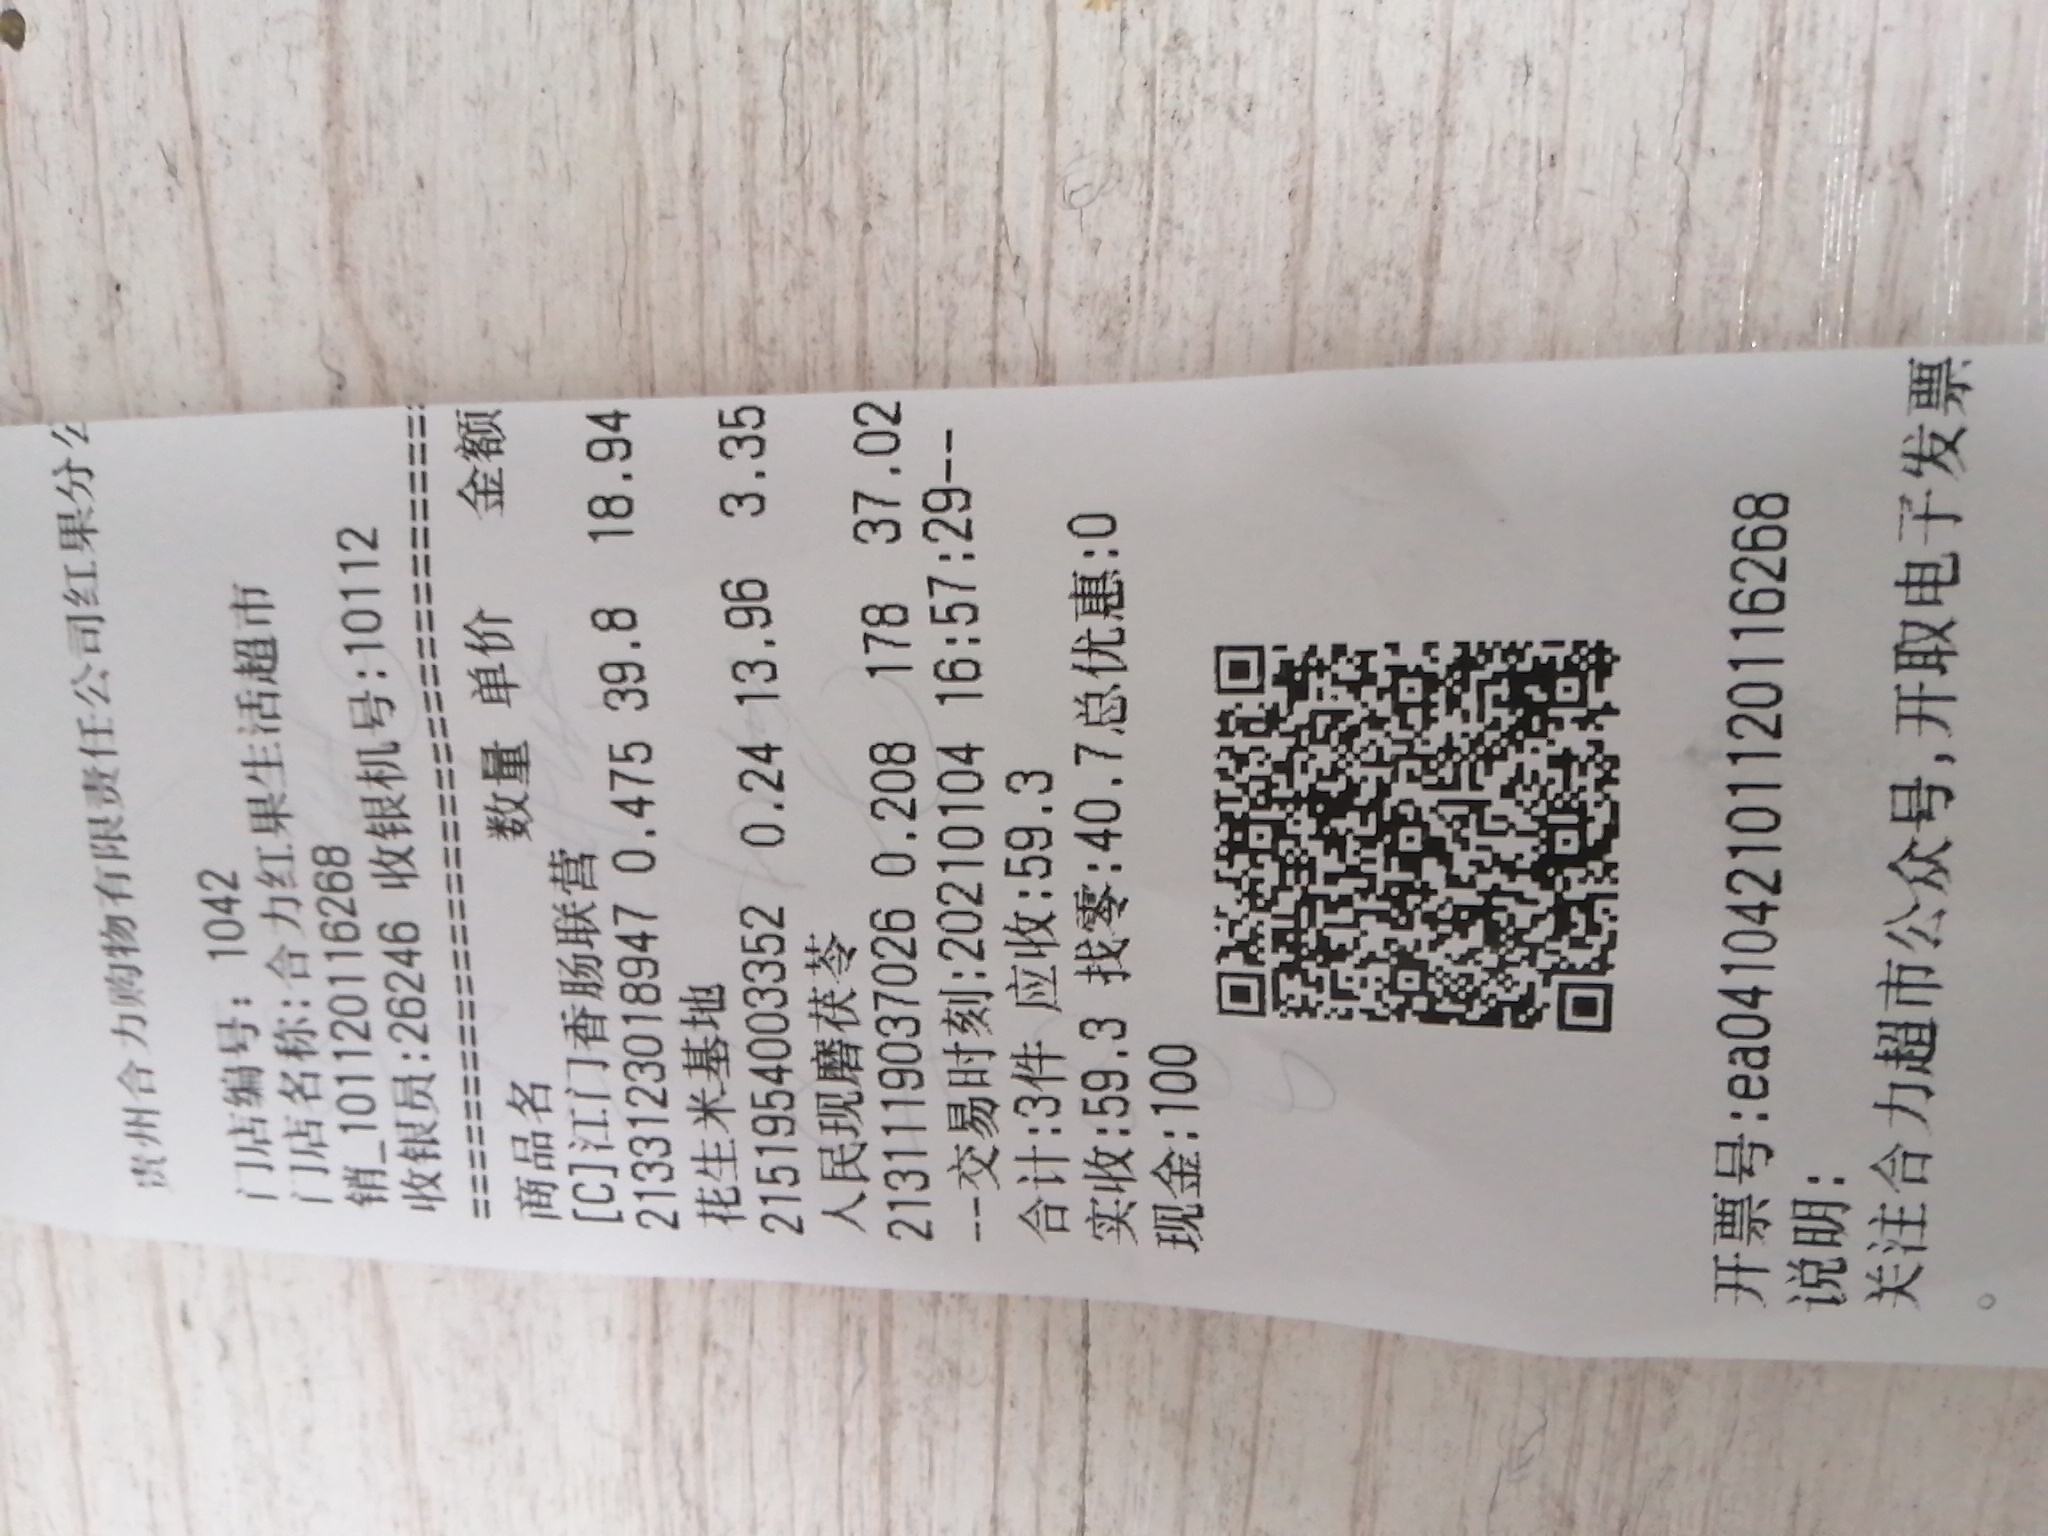 贵州合力购物有限责任公司红果分公
门店编号: 1042
门店名称:合力红果生活超市
销_10112011​6268
收银员:26246 收银机号:10112
商品名 数量 单价 金额
[C]江门香肠联营
2133123018947 0.475 39.8 18.94
花生米基地
2151954003352 0.24 13.96 3.35
人民现磨茯苓
2131119037026 0.208 178 37.02
--交易时刻:20210104 16:57:29--
合计:3件 应收:59.3
实收:59.3 找零:40.7总优惠:0
现金:100
开票号:ea041042101120116268
说明:
关注合力超市公众号,开取电子发票
。